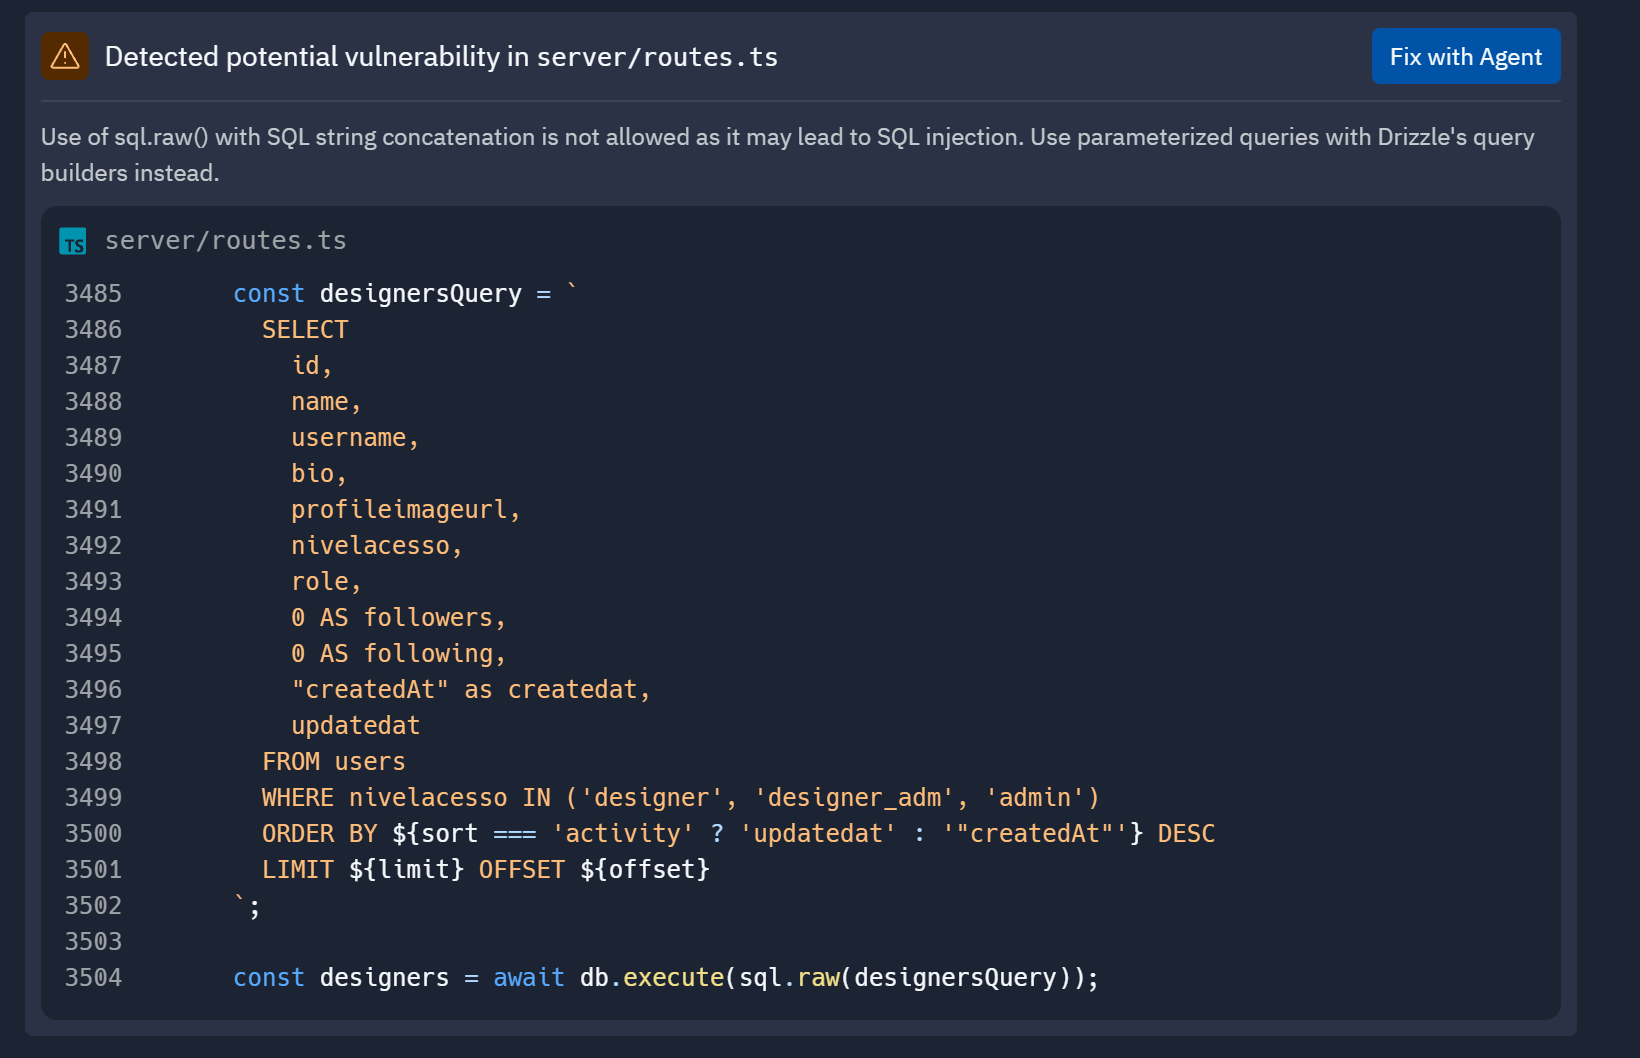 Detected potential vulnerability in server/routes.ts
Fix with Agent
Use of sql.raw() with SQL string concatenation is not allowed as it may lead to SQL injection. Use parameterized queries with Drizzle's query
builders instead.
TS server/routes.ts
3485 const designersQuery = `
3486 SELECT
3487 id,
3488 name,
3489 username,
3490 bio,
3491 profileimageurl,
3492 nivelacesso,
3493 role,
3494 0 AS followers,
3495 0 AS following,
3496 "createdAt" as createdat,
3497 updatedat
3498 FROM users
3499 WHERE nivelacesso IN ('designer', 'designer_adm', 'admin')
3500 ORDER BY ${sort === 'activity' ? 'updatedat' : '"createdAt"'} DESC
3501 LIMIT ${limit} OFFSET ${offset}
3502 `;
3503
3504 const designers = await db.execute(sql.raw(designersQuery));